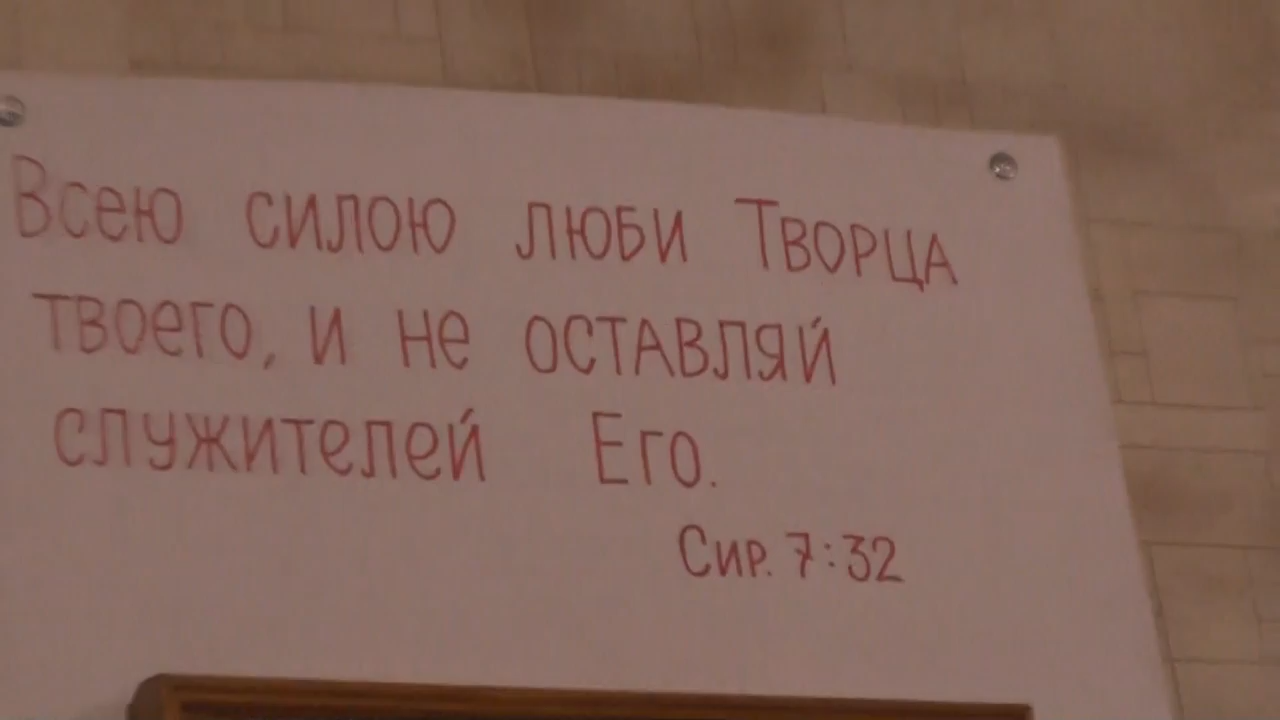 Всею силою люби Творца
твоего, и не оставляй
служителей Его.
Сир. 7:32